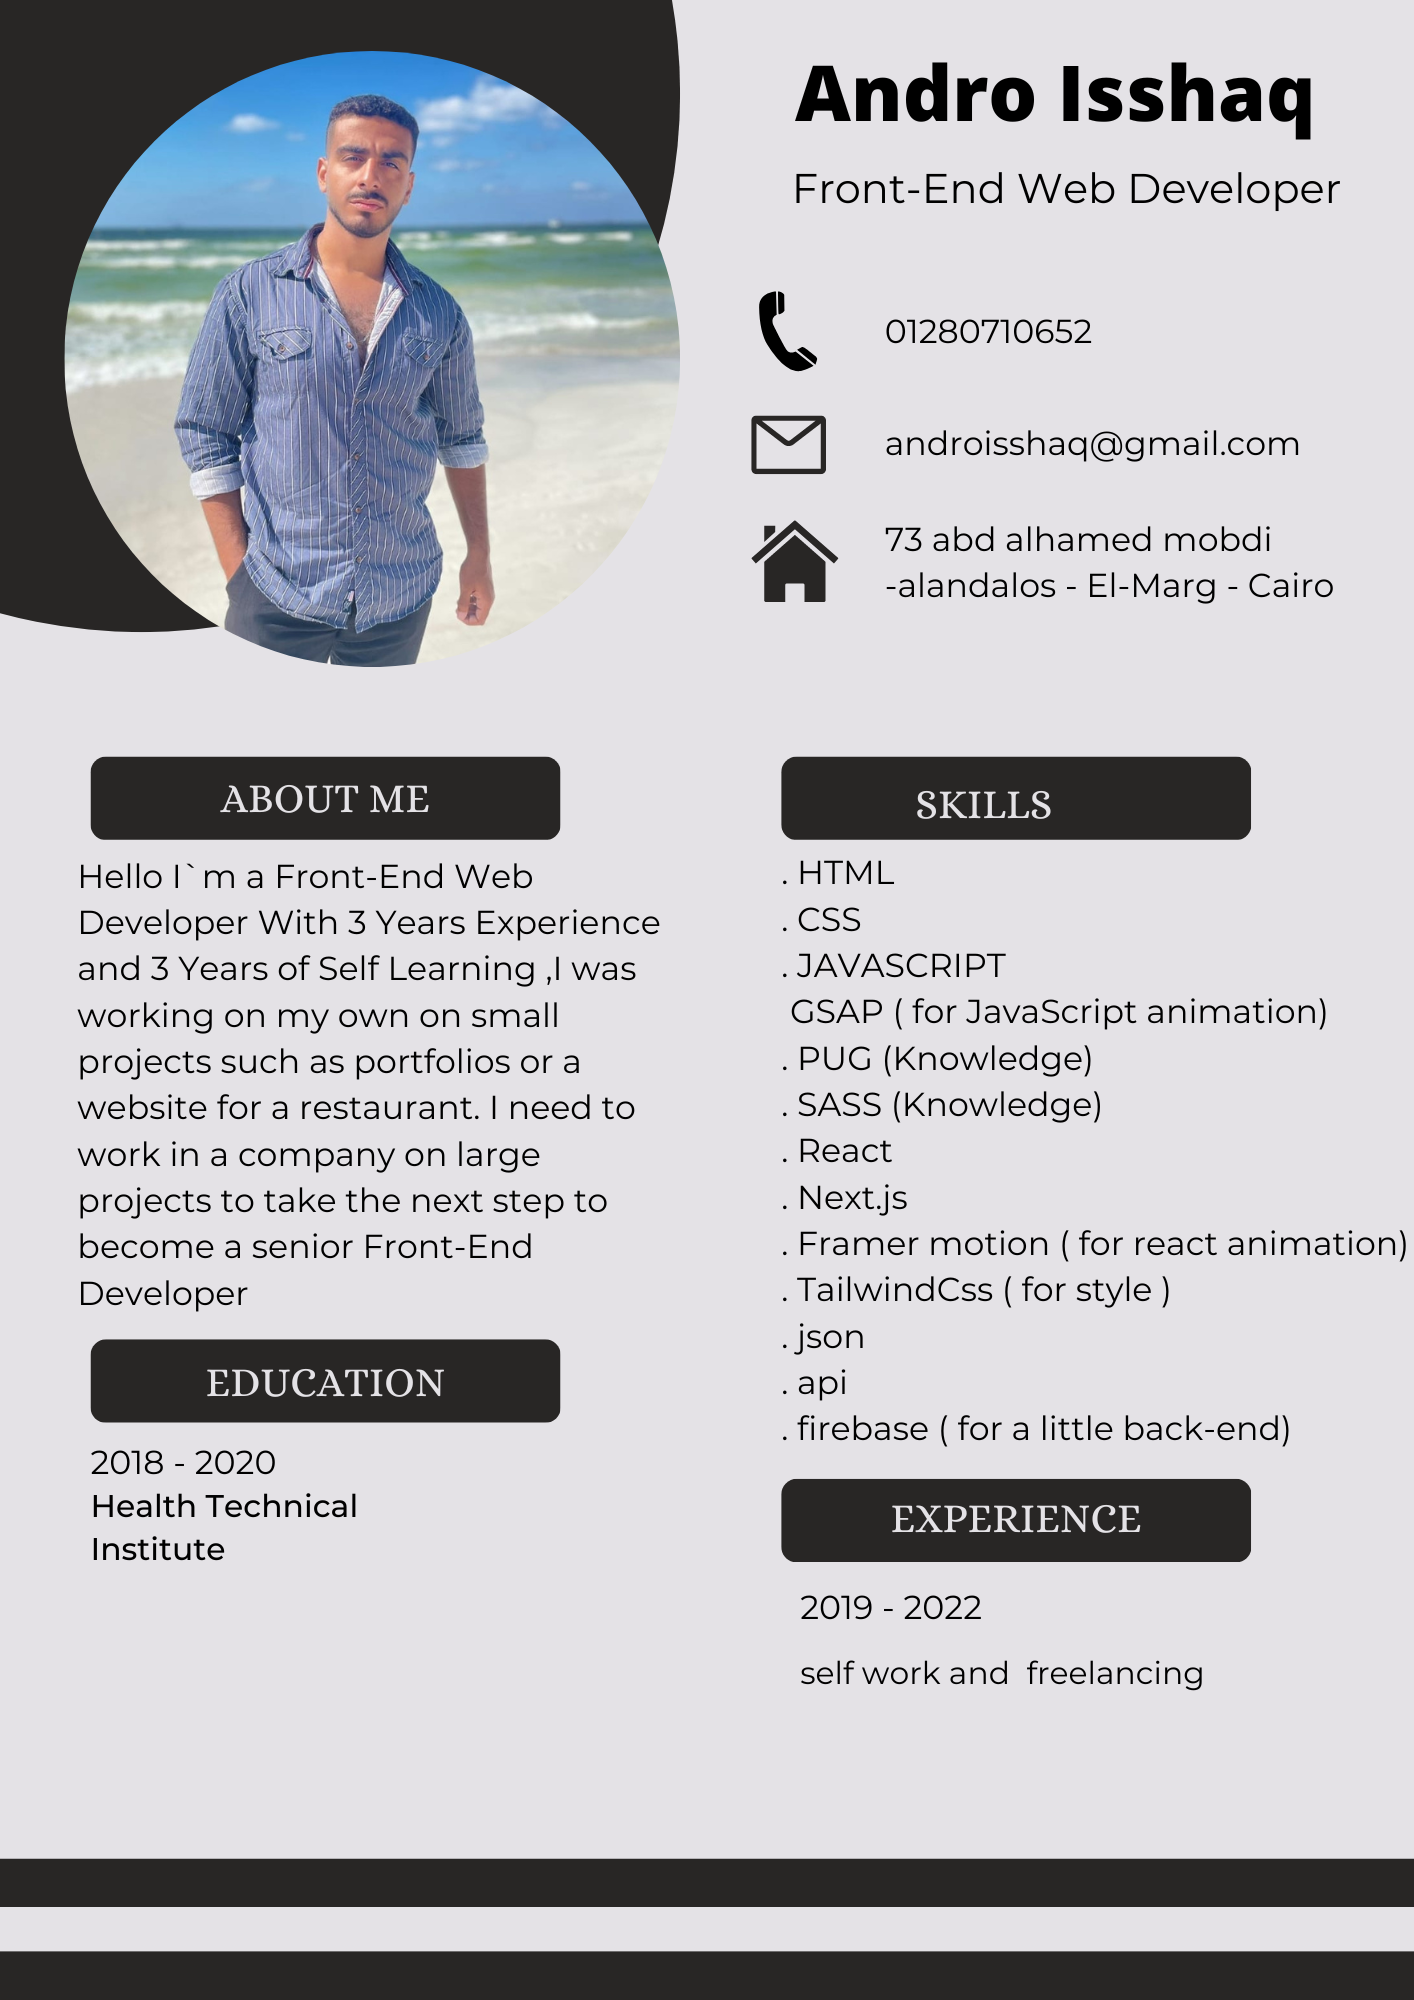 Andro Isshaq
Front-End Web Developer
01280710652
androisshaq@gmail.com
73 abd alhamed mobdi
-alandalos - El-Marg - Cairo
ABOUT ME
Hello I`m a Front-End Web
Developer With 3 Years Experience
and 3 Years of Self Learning ,I was
working on my own on small
projects such as portfolios or a
website for a restaurant. I need to
work in a company on large
projects to take the next step to
become a senior Front-End
Developer
EDUCATION
2018 - 2020
Health Technical
Institute
SKILLS
. HTML
. CSS
. JAVASCRIPT
GSAP ( for JavaScript animation)
. PUG (Knowledge)
. SASS (Knowledge)
. React
. Next.js
. Framer motion ( for react animation)
. TailwindCss ( for style )
. json
. api
. firebase ( for a little back-end)
EXPERIENCE
2019 - 2022
self work and  freelancing